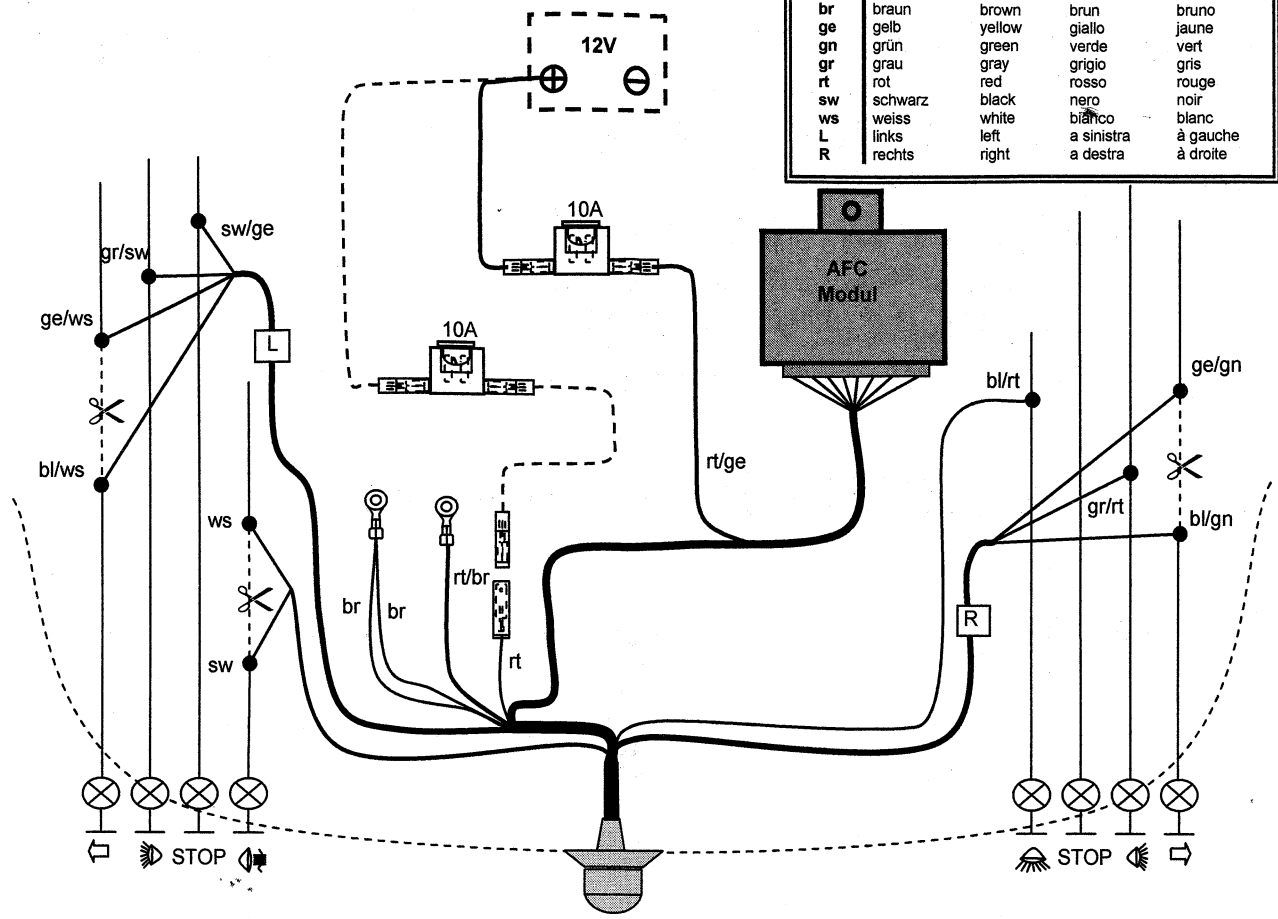 br braun brown brun bruno
ge gelb yellow giallo jaune
gn grün green verde vert
gr grau gray grigio gris
rt rot red rosso rouge
sw schwarz black nero noir
ws weiss white bianco blanc
L links left a sinistra à gauche
R rechts right a destra à droite
12V
10A
sw/ge
gr/sw
AFC
Modul
ge/ws
10A
L
ge/gn
bl/rt
rt/ge
bl/ws
gr/rt
bl/gn
ws
rt/br
br
br
R
sw
rt
STOP
STOP